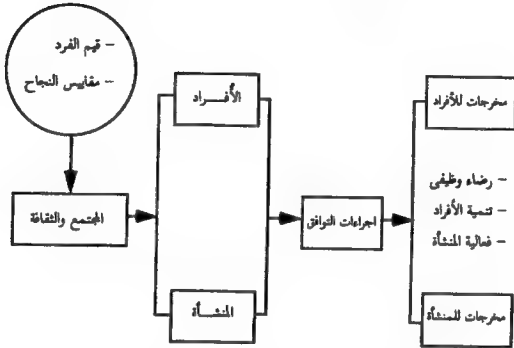 – قيم الفرد
– مقاييس النجاح
المجتمع والثقافة
الأفـــراد
المنشـــأة
اجراءات التوافق
مخرجات للأفراد
– رضاء وظيفى
– تنمية الأفراد
– فعالية المنشأة
مخرجات للمنشأة